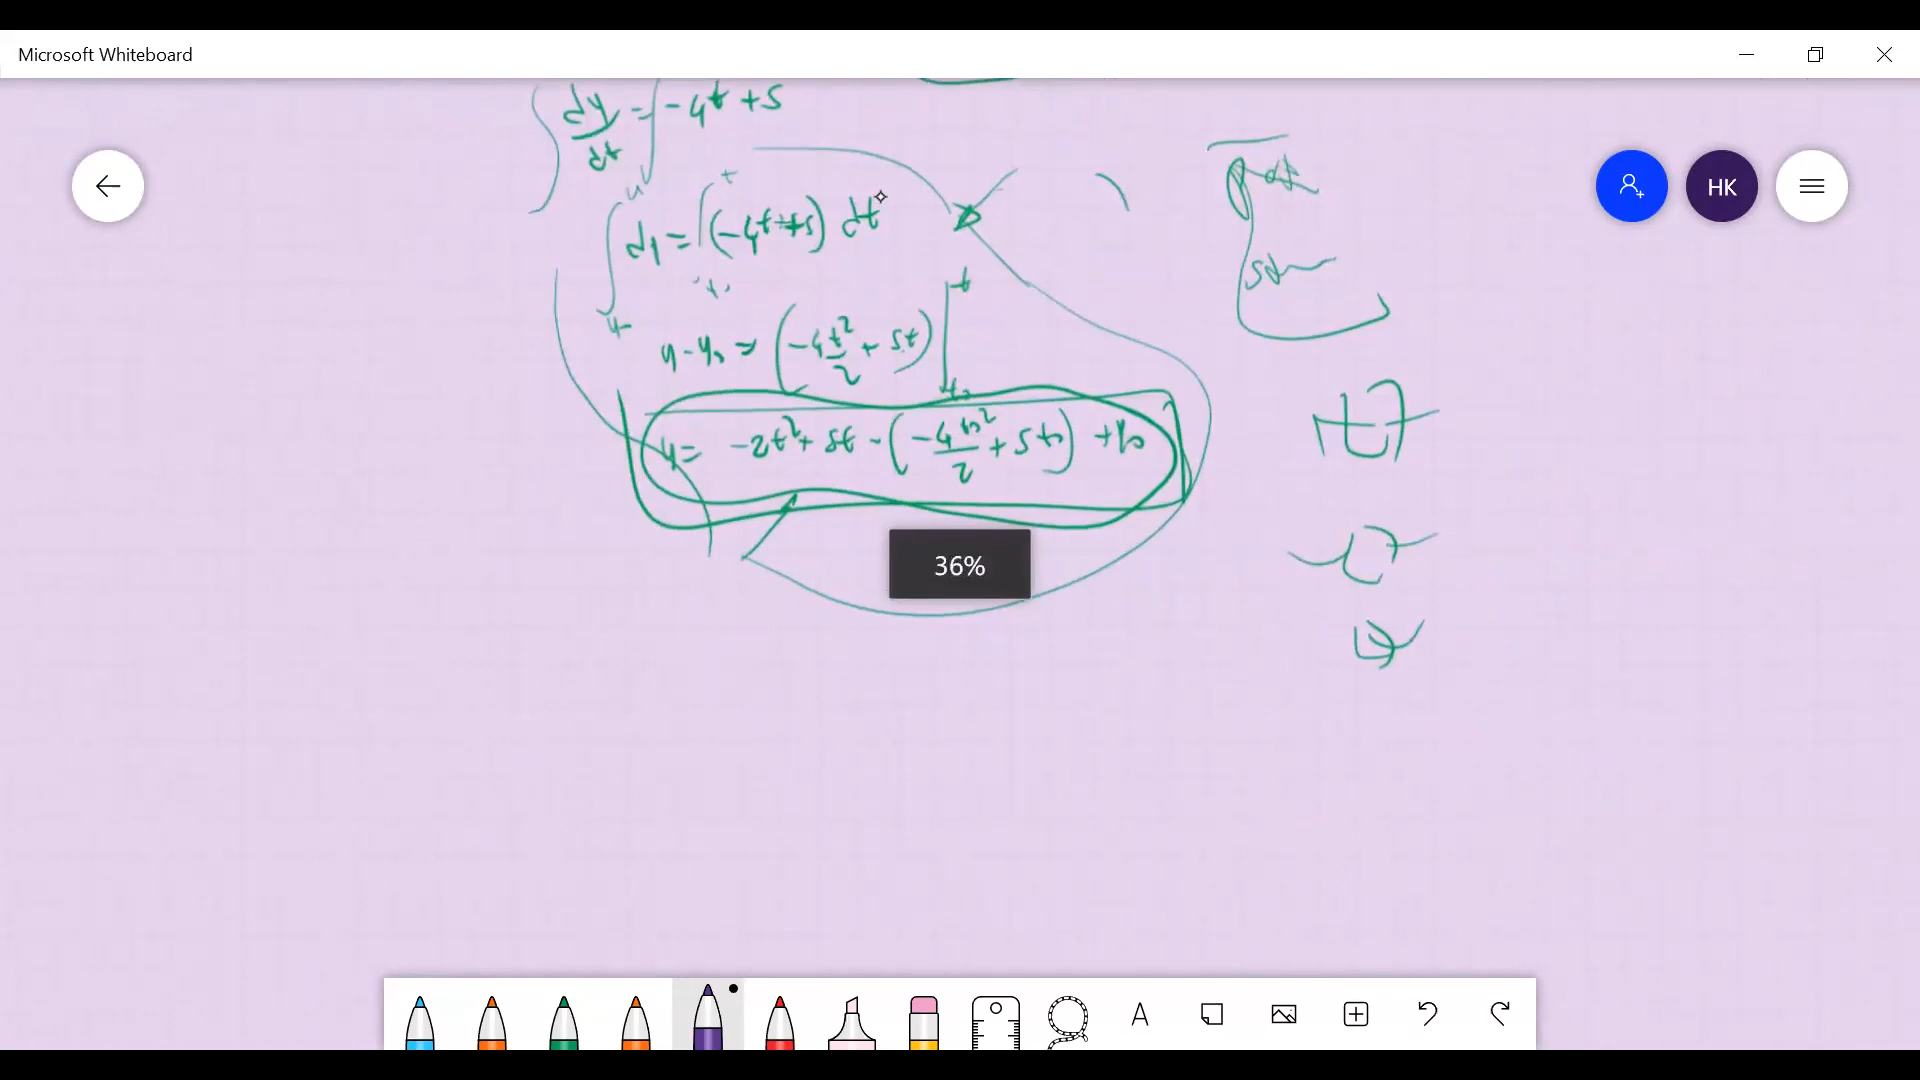 Microsoft Whiteboard
dy/dt = -4t + 5
∫ dy = ∫ (-4t + 5) dt
HK
y - y₀ = (-4t²/2 + 5t) |
y = -2t² + 5t - (-4t₀²/2 + 5t₀) + y₀
36%
A